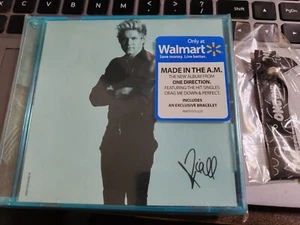 Only at
Walmart
Save money. Live better.
MADE IN THE A.M.
THE NEW ALBUM FROM
ONE DIRECTION,
FEATURING THE HIT SINGLES
DRAG ME DOWN & PERFECT.
INCLUDES
AN EXCLUSIVE BRACELET
Niall